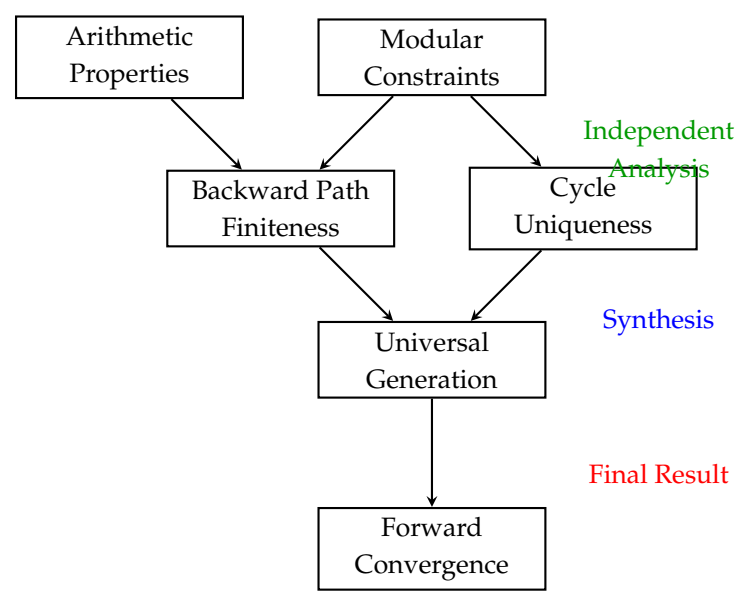 Arithmetic
Properties
Modular
Constraints
Independent
Analysis
Backward Path
Finiteness
Cycle
Uniqueness
Synthesis
Universal
Generation
Final Result
Forward
Convergence